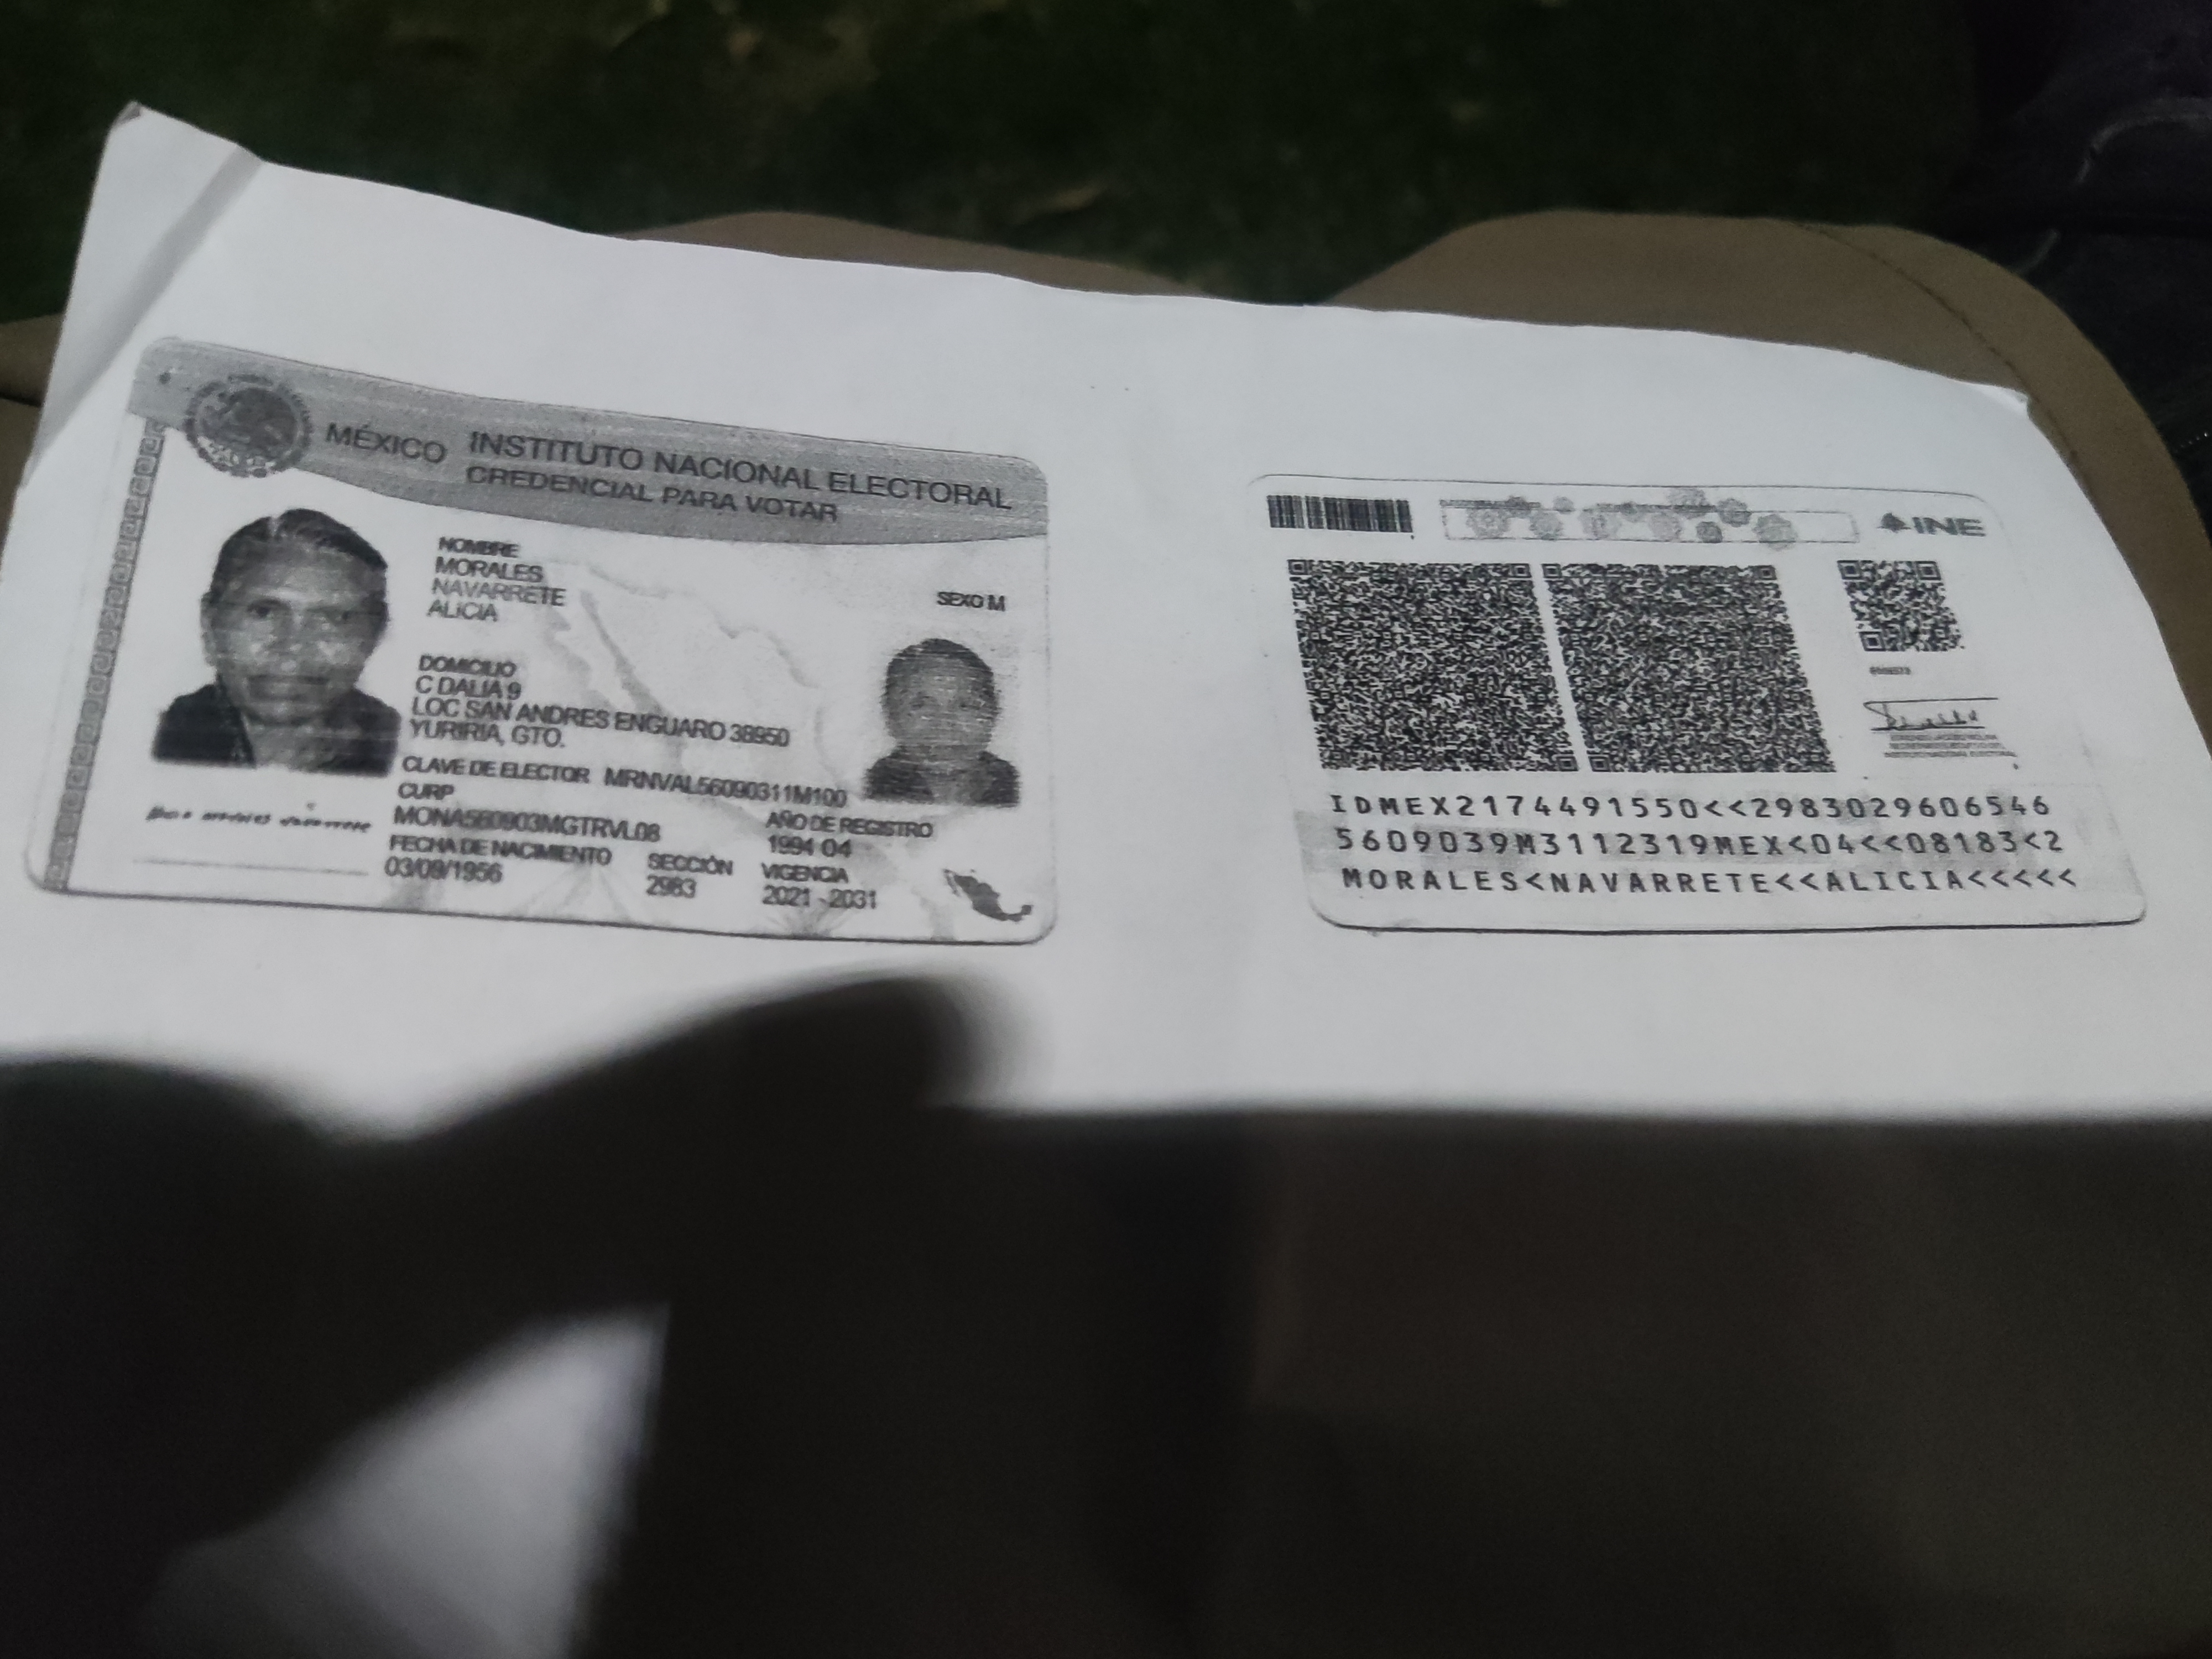 MÉXICO INSTITUTO NACIONAL ELECTORAL
CREDENCIAL PARA VOTAR
NOMBRE
MORALES
NAVARRETE
ALICIA
SEXO M
DOMICILIO
C DALIA 9
LOC SAN ANDRES ENGUARO 38950
YURIRIA, GTO.
CLAVE DE ELECTOR MRNVAL56090311M100
CURP
MONA560903MGTRVL08
AÑO DE REGISTRO
1994 04
FECHA DE NACIMIENTO
03/09/1956
SECCIÓN
2983
VIGENCIA
2021 - 2031
INE
IDMEX2174491550<<2983029606546
5609039M3112319MEX<04<<08183<2
MORALES<NAVARRETE<<ALICIA<<<<<